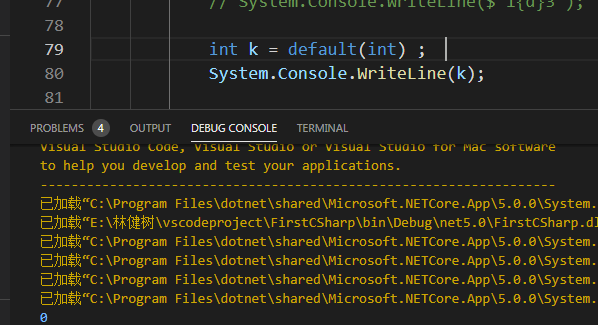 77 // System.Console.WriteLine($"1{d}3");
78
79 int k = default(int) ;
80 System.Console.WriteLine(k);
81
PROBLEMS 4 OUTPUT DEBUG CONSOLE TERMINAL
Visual Studio Code, Visual Studio or Visual Studio for Mac software
to help you develop and test your applications.
-------------------------------------------------------------------
已加载“C:\Program Files\dotnet\shared\Microsoft.NETCore.App\5.0.0\System.
已加载“E:\林健树\vscodeproject\FirstCSharp\bin\Debug\net5.0\FirstCSharp.dl
已加载“C:\Program Files\dotnet\shared\Microsoft.NETCore.App\5.0.0\System.
已加载“C:\Program Files\dotnet\shared\Microsoft.NETCore.App\5.0.0\System.
已加载“C:\Program Files\dotnet\shared\Microsoft.NETCore.App\5.0.0\System.
已加载“C:\Program Files\dotnet\shared\Microsoft.NETCore.App\5.0.0\System.
0